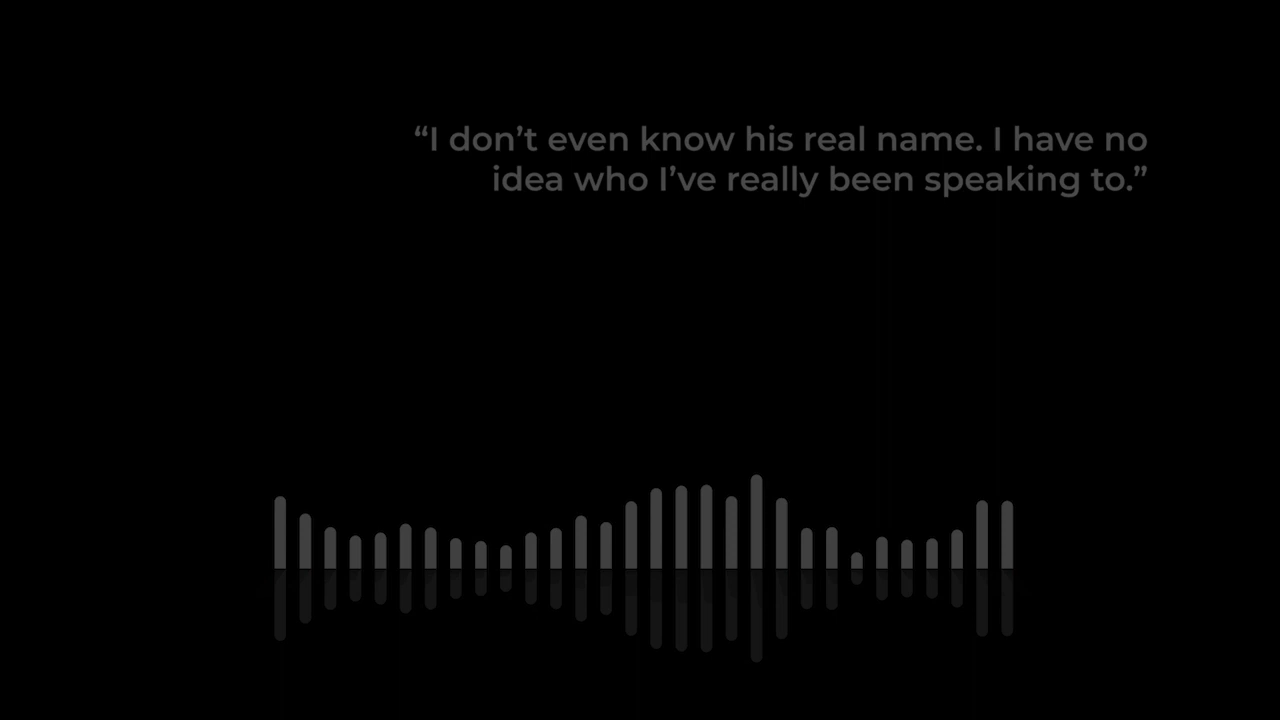 “I don’t even know his real name. I have no
idea who I’ve really been speaking to.”